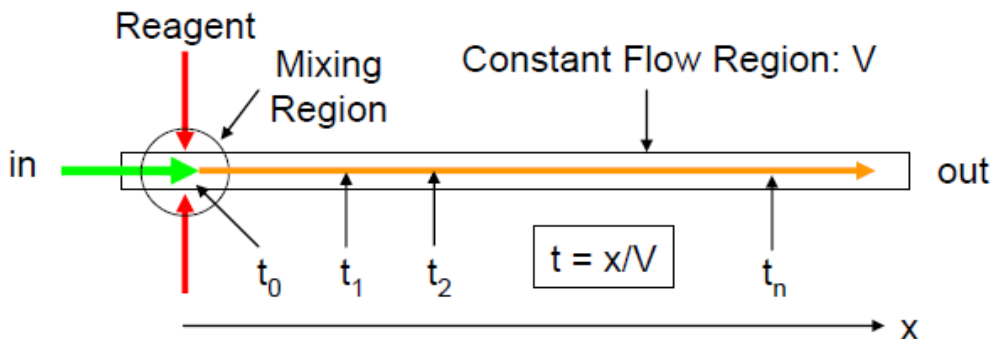 Reagent
Mixing
Region
Constant Flow Region: V
in
out
t₀
t₁
t₂
t = x/V
tₙ
x